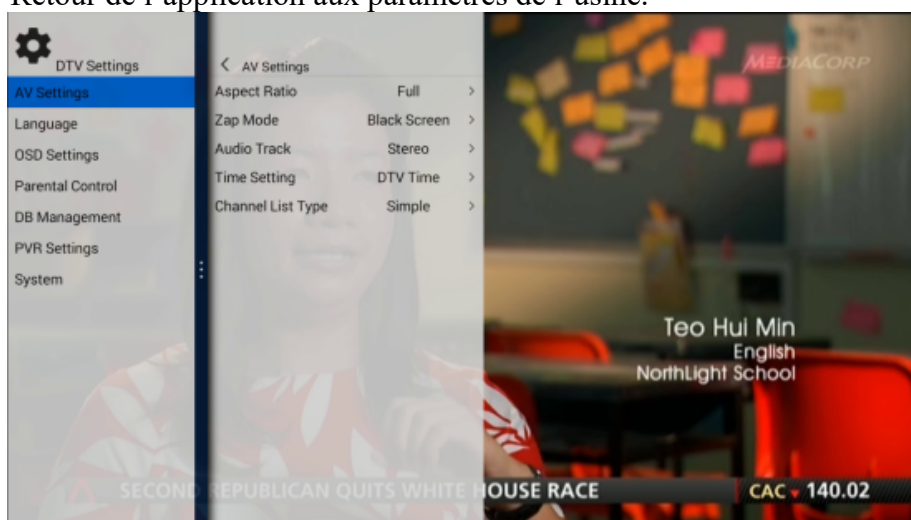 Retour de l'application aux paramètres de l'usine.
DTV Settings
AV Settings
Language
OSD Settings
Parental Control
DB Management
PVR Settings
System
AV Settings
Aspect Ratio Full
Zap Mode Black Screen
Audio Track Stereo
Time Setting DTV Time
Channel List Type Simple
MEDIACORP
Teo Hui Min
English
NorthLight School
SECOND REPUBLICAN QUITS WHITE HOUSE RACE CAC 140.02